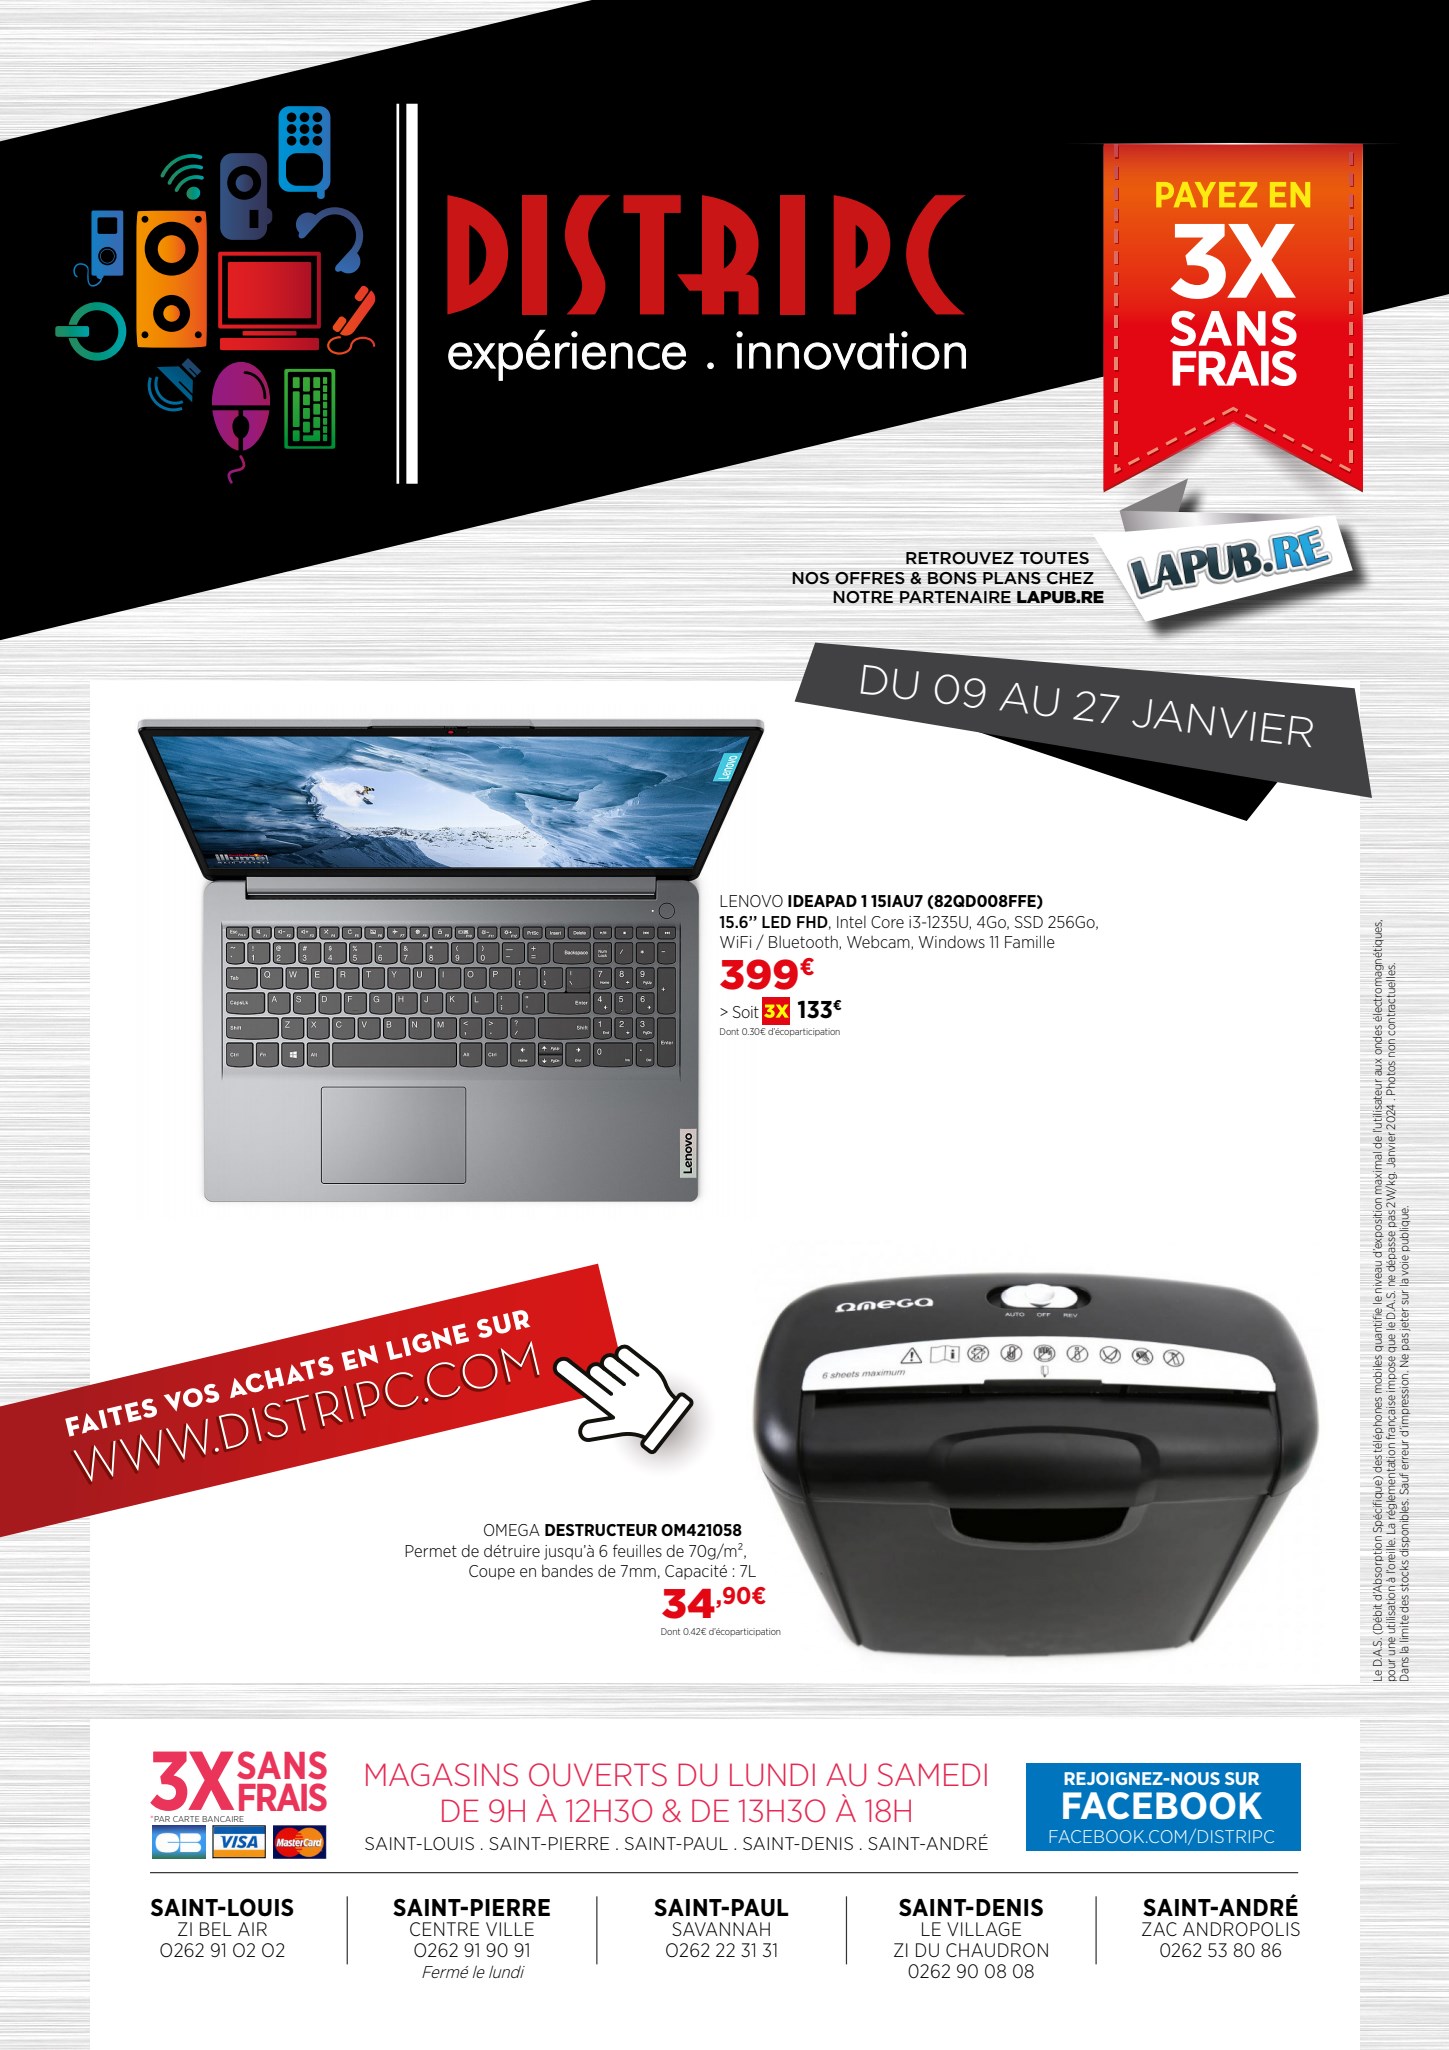 DISTRIPC
expérience . innovation
PAYEZ EN
3X
SANS
FRAIS
RETROUVEZ TOUTES
NOS OFFRES & BONS PLANS CHEZ
NOTRE PARTENAIRE LAPUB.RE
LAPUB.RE
DU 09 AU 27 JANVIER
Lenovo
Lenovo
LENOVO IDEAPAD 1 15IAU7 (82QD008FFE)
15.6’’ LED FHD, Intel Core i3-1235U, 4Go, SSD 256Go,
WiFi / Bluetooth, Webcam, Windows 11 Famille
399€
> Soit 3X 133€
Dont 0.30€ d'écoparticipation
FAITES VOS ACHATS EN LIGNE SUR
WWW.DISTRIPC.COM
OMEGA
AUTO OFF REV
6 sheets maximum
OMEGA DESTRUCTEUR OM421058
Permet de détruire jusqu'à 6 feuilles de 70g/m²,
Coupe en bandes de 7mm, Capacité : 7L
34,90€
Dont 0.42€ d'écoparticipation
Le D.A.S. (Débit d'Absorption Spécifique) des téléphones mobiles quantifie le niveau d'exposition maximal de l'utilisateur aux ondes électromagnétiques,
pour une utilisation à l'oreille. La réglementation française impose que le D.A.S. ne dépasse pas 2W/kg. Janvier 2024 . Photos non contractuelles.
Dans la limite des stocks disponibles. Sauf erreur d'impression. Ne pas jeter sur la voie publique.
3X SANS
FRAIS
*PAR CARTE BANCAIRE
CB VISA MasterCard
MAGASINS OUVERTS DU LUNDI AU SAMEDI
DE 9H À 12H30 & DE 13H30 À 18H
SAINT-LOUIS . SAINT-PIERRE . SAINT-PAUL . SAINT-DENIS . SAINT-ANDRÉ
REJOIGNEZ-NOUS SUR
FACEBOOK
FACEBOOK.COM/DISTRIPC
SAINT-LOUIS
ZI BEL AIR
0262 91 02 02
SAINT-PIERRE
CENTRE VILLE
0262 91 90 91
Fermé le lundi
SAINT-PAUL
SAVANNAH
0262 22 31 31
SAINT-DENIS
LE VILLAGE
ZI DU CHAUDRON
0262 90 08 08
SAINT-ANDRÉ
ZAC ANDROPOLIS
0262 53 80 86